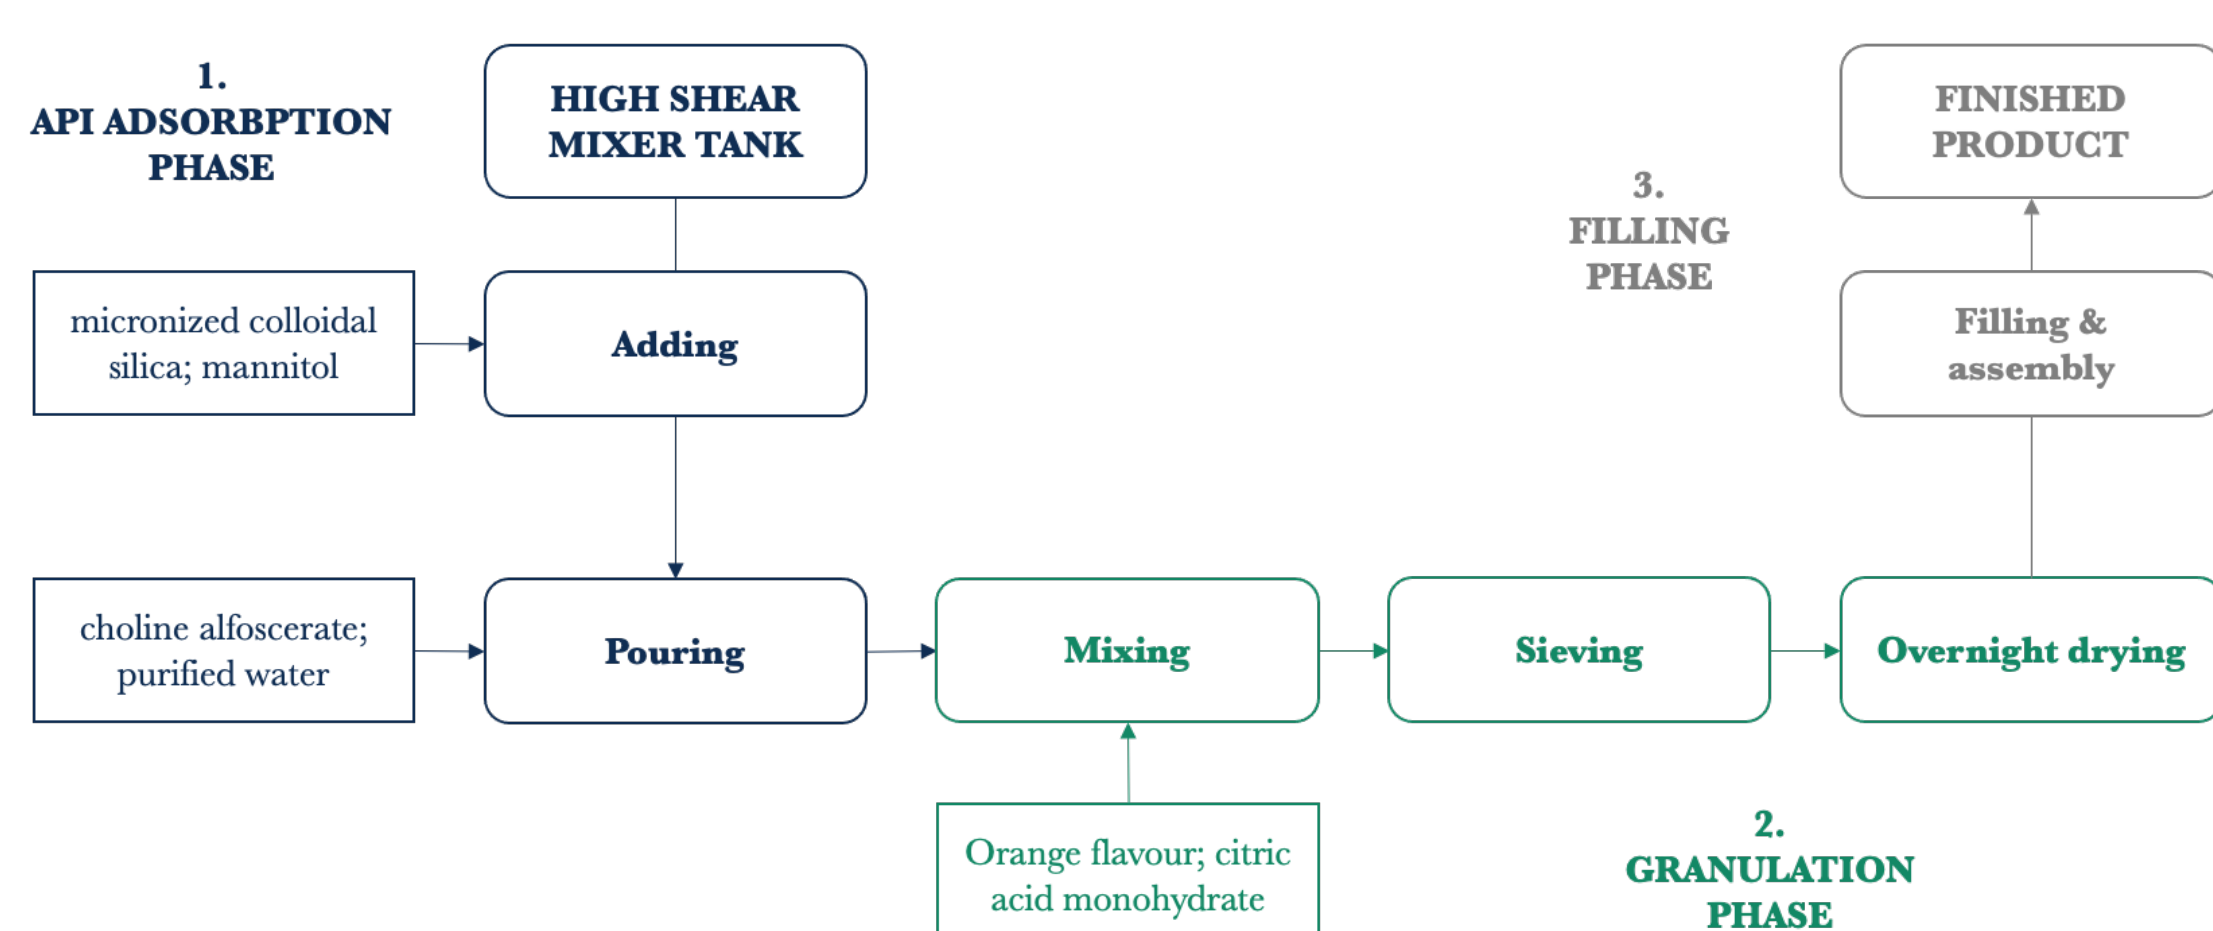 1.
API ADSORBPTION
PHASE
HIGH SHEAR
MIXER TANK
micronized colloidal
silica; mannitol
Adding
choline alfoscerate;
purified water
Pouring
Mixing
Orange flavour; citric
acid monohydrate
Sieving
Overnight drying
2.
GRANULATION
PHASE
3.
FILLING
PHASE
Filling &
assembly
FINISHED
PRODUCT